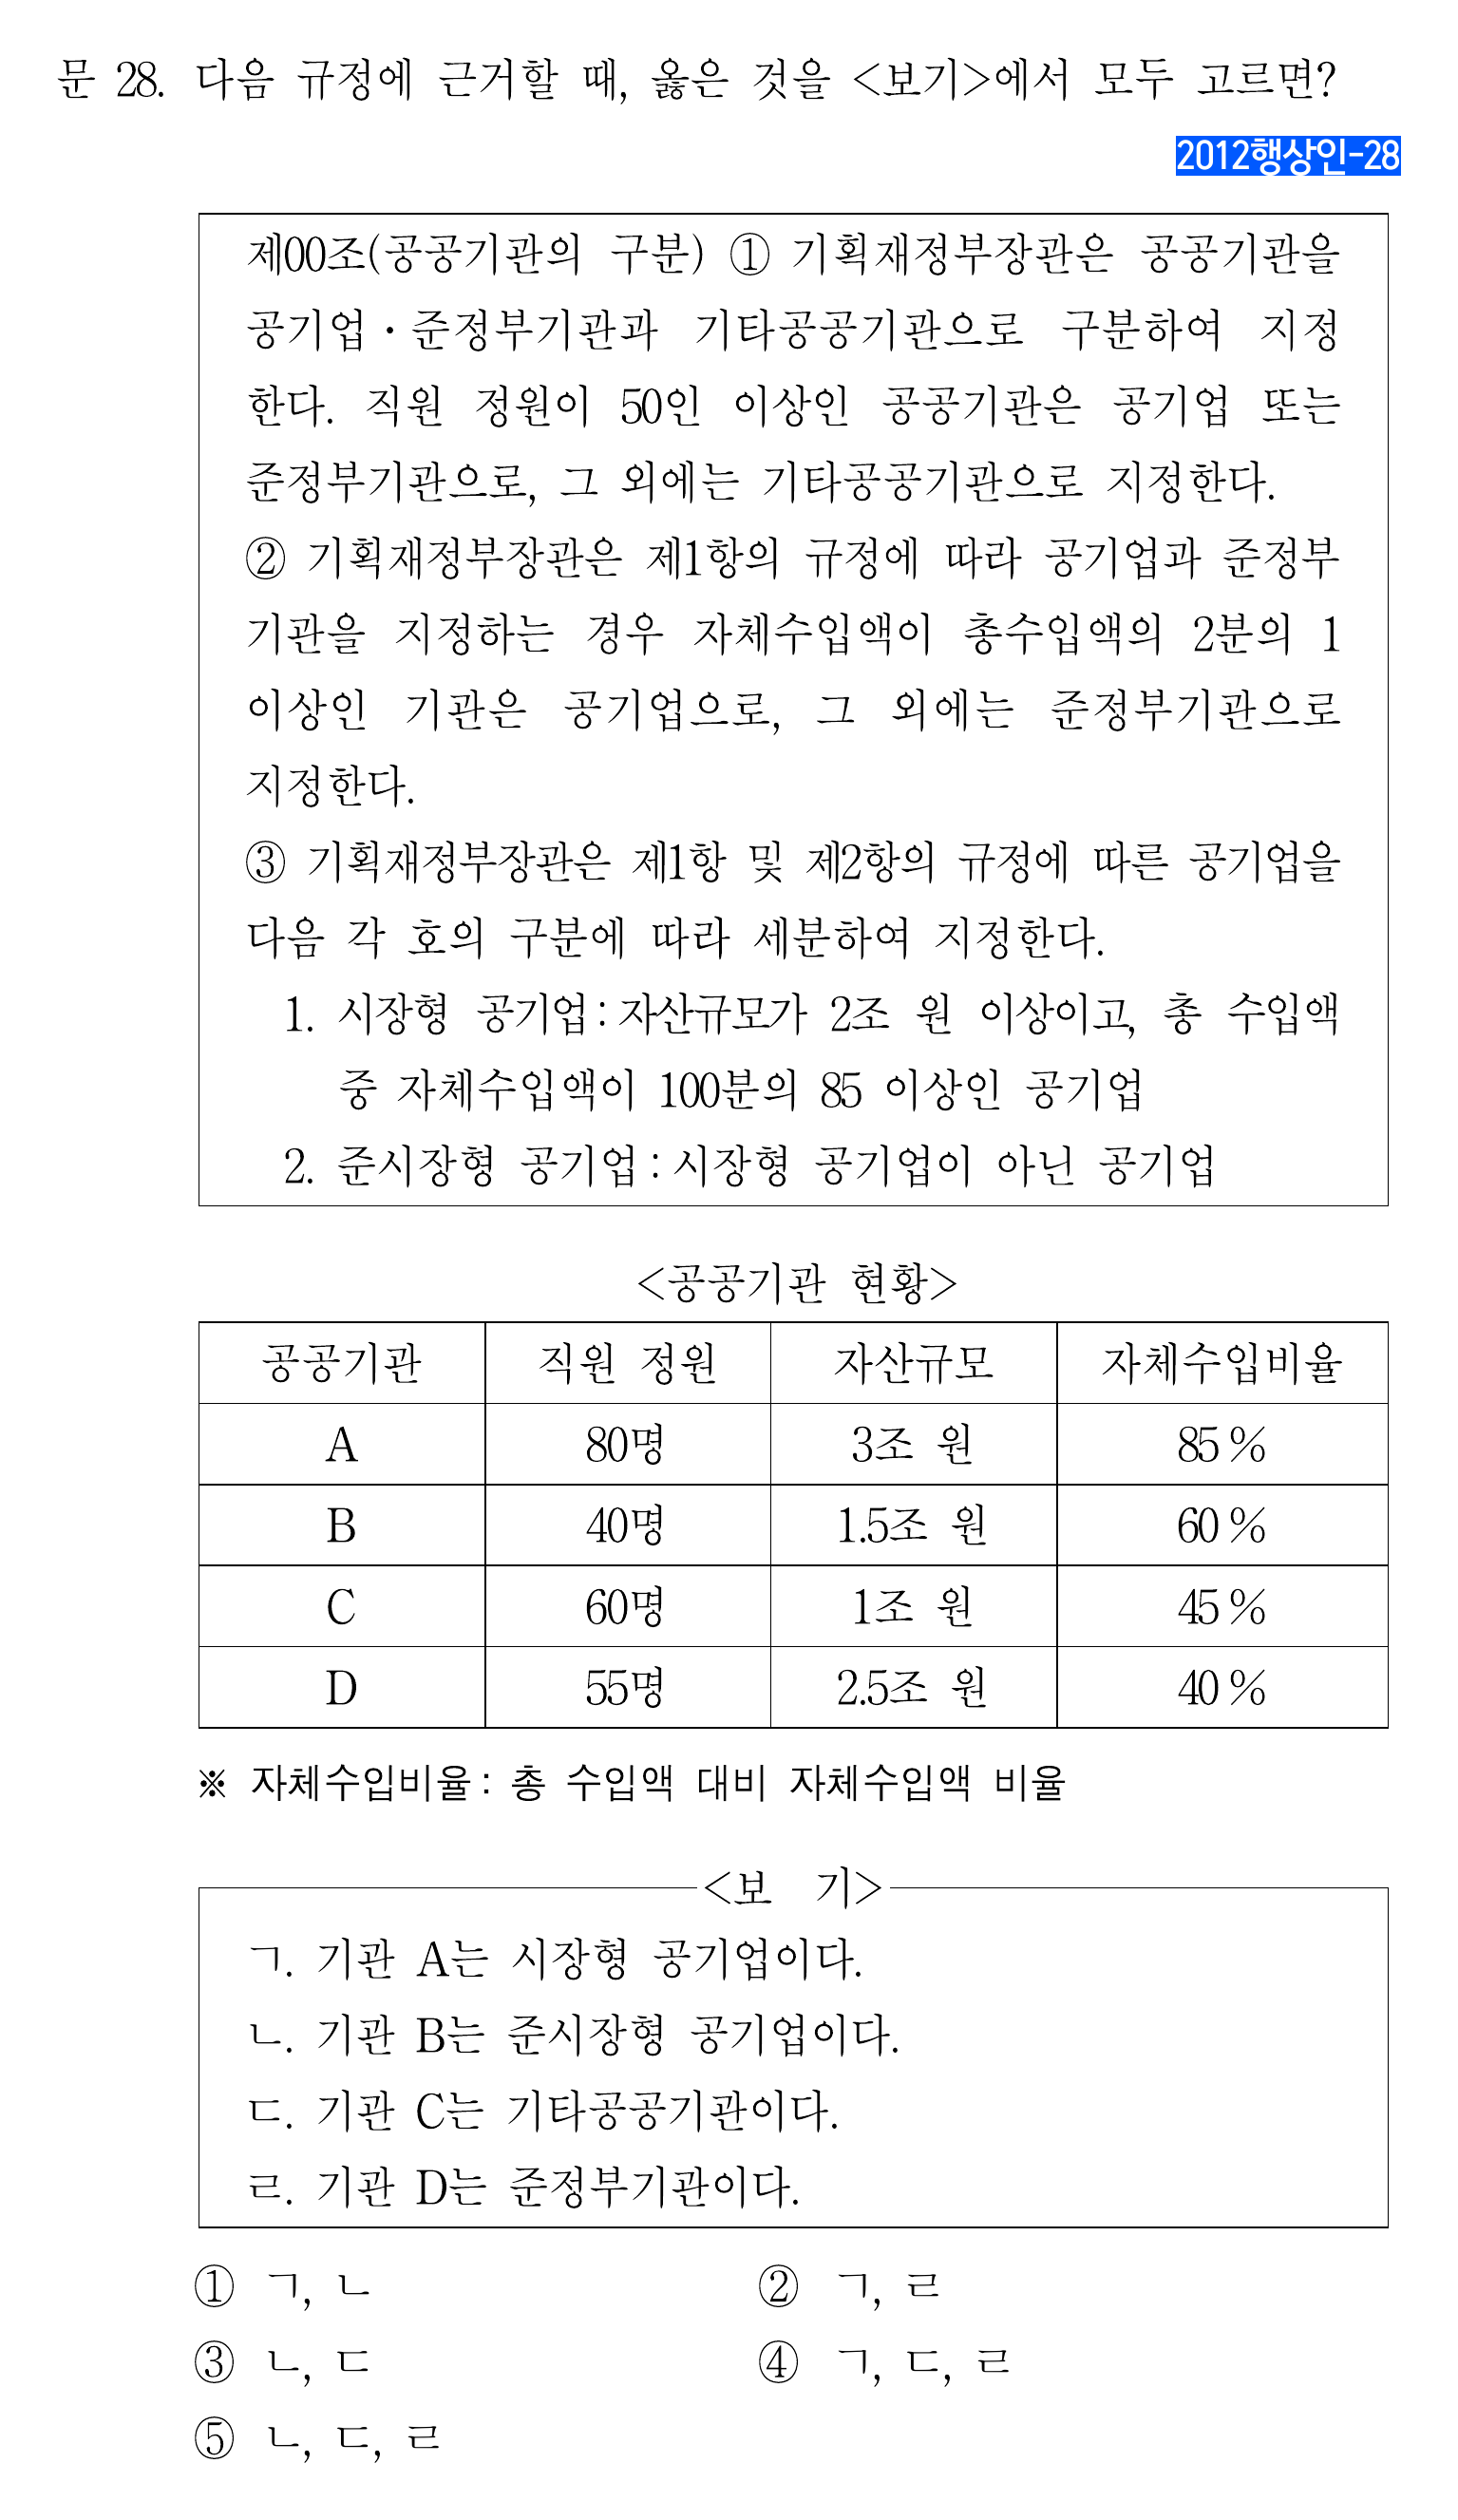 문 28. 다음 규정에 근거할 때, 옳은 것을 <보기>에서 모두 고르면?
2012행상인-28
제00조(공공기관의 구분) ① 기획재정부장관은 공공기관을
공기업·준정부기관과 기타공공기관으로 구분하여 지정
한다. 직원 정원이 50인 이상인 공공기관은 공기업 또는
준정부기관으로, 그 외에는 기타공공기관으로 지정한다.
② 기획재정부장관은 제1항의 규정에 따라 공기업과 준정부
기관을 지정하는 경우 자체수입액이 총수입액의 2분의 1
이상인 기관은 공기업으로, 그 외에는 준정부기관으로
지정한다.
③ 기획재정부장관은 제1항 및 제2항의 규정에 따른 공기업을
다음 각 호의 구분에 따라 세분하여 지정한다.
1. 시장형 공기업:자산규모가 2조 원 이상이고, 총 수입액
중 자체수입액이 100분의 85 이상인 공기업
2. 준시장형 공기업:시장형 공기업이 아닌 공기업
<공공기관 현황>
공공기관 직원 정원 자산규모 자체수입비율
A 80명 3조 원 85%
B 40명 1.5조 원 60%
C 60명 1조 원 45%
D 55명 2.5조 원 40%
※ 자체수입비율: 총 수입액 대비 자체수입액 비율
<보 기>
ㄱ. 기관 A는 시장형 공기업이다.
ㄴ. 기관 B는 준시장형 공기업이다.
ㄷ. 기관 C는 기타공공기관이다.
ㄹ. 기관 D는 준정부기관이다.
① ㄱ, ㄴ ② ㄱ, ㄹ
③ ㄴ, ㄷ ④ ㄱ, ㄷ, ㄹ
⑤ ㄴ, ㄷ, ㄹ